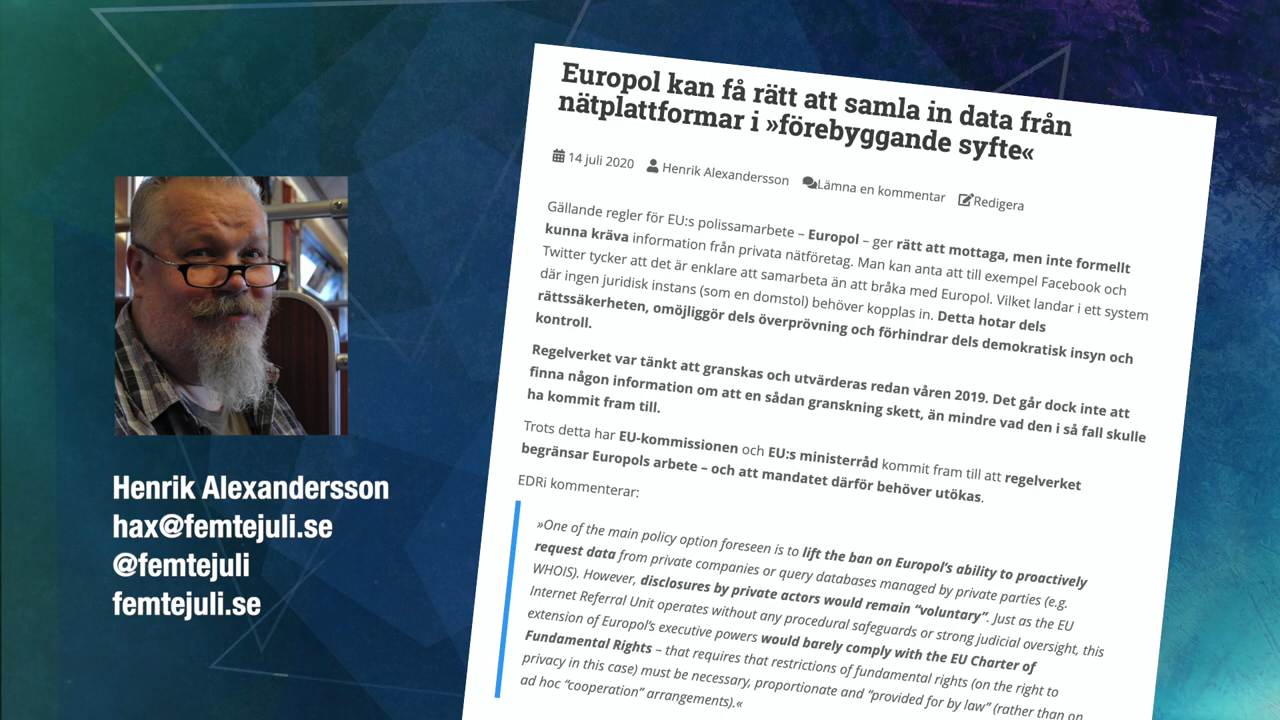 Europol kan få rätt att samla in data från
nätplattformar i »förebyggande syfte«
14 juli 2020 Henrik Alexandersson Lämna en kommentar Redigera
Gällande regler för EU:s polissamarbete – Europol – ger rätt att mottaga, men inte formellt
kunna kräva information från privata nätföretag. Man kan anta att till exempel Facebook och
Twitter tycker att det är enklare att samarbeta än att bråka med Europol. Vilket landar i ett system
där ingen juridisk instans (som en domstol) behöver kopplas in. Detta hotar dels
rättssäkerheten, omöjliggör dels överprövning och förhindrar dels demokratisk insyn och
kontroll.
Regelverket var tänkt att granskas och utvärderas redan våren 2019. Det går dock inte att
finna någon information om att en sådan granskning skett, än mindre vad den i så fall skulle
ha kommit fram till.
Trots detta har EU-kommissionen och EU:s ministerråd kommit fram till att regelverket
begränsar Europols arbete – och att mandatet därför behöver utökas.
EDRi kommenterar:
»One of the main policy option foreseen is to lift the ban on Europol’s ability to proactively
request data from private companies or query databases managed by private parties (e.g.
WHOIS). However, disclosures by private actors would remain “voluntary”. Just as the EU
Internet Referral Unit operates without any procedural safeguards or strong judicial oversight, this
extension of Europol’s executive powers would barely comply with the EU Charter of
Fundamental Rights – that requires that restrictions of fundamental rights (on the right to
privacy in this case) must be necessary, proportionate and “provided for by law” (rather than on
ad hoc “cooperation” arrangements).«
Henrik Alexandersson
hax@femtejuli.se
@femtejuli
femtejuli.se